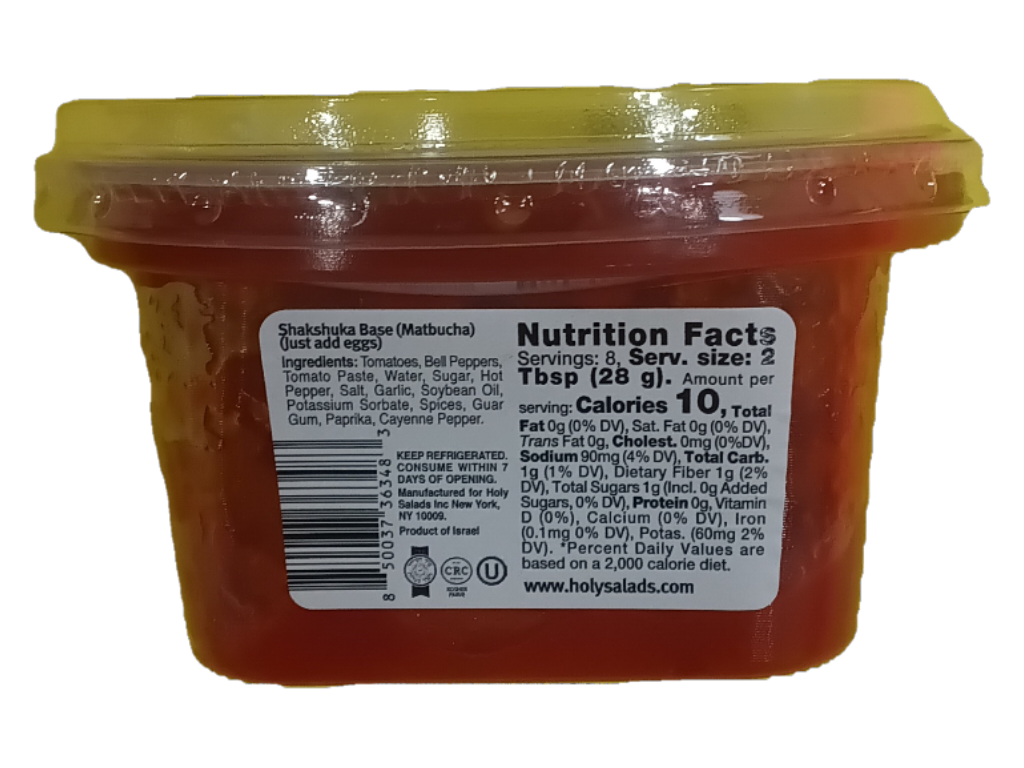 Shakshuka Base (Matbucha)
(Just add eggs)
Ingredients: Tomatoes, Bell Peppers,
Tomato Paste, Water, Sugar, Hot
Pepper, Salt, Garlic, Soybean Oil,
Potassium Sorbate, Spices, Guar
Gum, Paprika, Cayenne Pepper.
8 50037 36348 3
KEEP REFRIGERATED.
CONSUME WITHIN 7
DAYS OF OPENING.
Manufactured for Holy
Salads Inc New York,
NY 10009.
Product of Israel
CRC
KOSHER
PARVE
U
Nutrition Facts
Servings: 8, Serv. size: 2
Tbsp (28 g). Amount per
serving: Calories 10, Total
Fat 0g (0% DV), Sat. Fat 0g (0% DV),
Trans Fat 0g, Cholest. 0mg (0%DV),
Sodium 90mg (4% DV), Total Carb.
1g (1% DV), Dietary Fiber 1g (2%
DV), Total Sugars 1g (Incl. 0g Added
Sugars, 0% DV), Protein 0g, Vitamin
D (0%), Calcium (0% DV), Iron
(0.1mg 0% DV), Potas. (60mg 2%
DV). *Percent Daily Values are
based on a 2,000 calorie diet.
www.holysalads.com